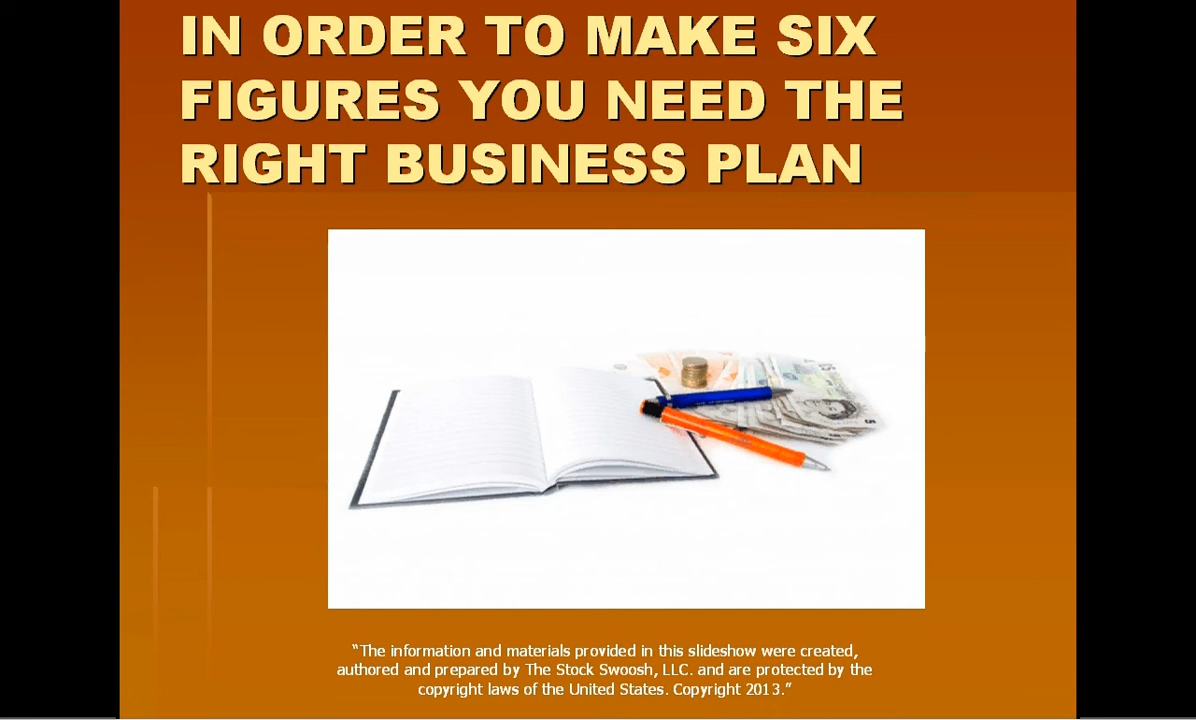 IN ORDER TO MAKE SIX
FIGURES YOU NEED THE
RIGHT BUSINESS PLAN
5
“The information and materials provided in this slideshow were created,
authored and prepared by The Stock Swoosh, LLC. and are protected by the
copyright laws of the United States. Copyright 2013.”